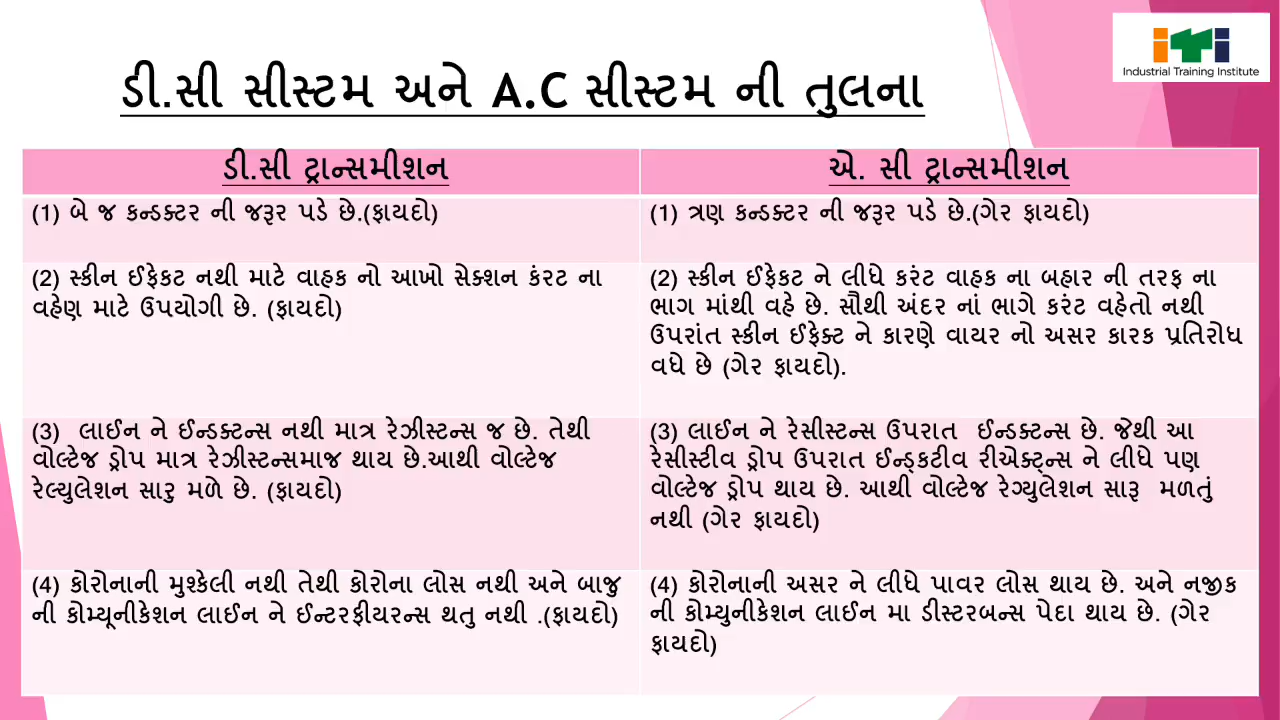 iTi
Industrial Training Institute
ડી.સી સીસ્ટમ અને A.C સીસ્ટમ ની તુલના
ડી.સી ટ્રાન્સમીશન
એ. સી ટ્રાન્સમીશન
(1) બે જ કન્ડક્ટર ની જરૂર પડે છે.(ફાયદો)
(1) ત્રણ કન્ડક્ટર ની જરૂર પડે છે.(ગેર ફાયદો)
(2) સ્કીન ઈફેકટ નથી માટે વાહક નો આખો સેક્શન કંરટ ના
વહેણ માટે ઉપયોગી છે. (ફાયદો)
(2) સ્કીન ઈફેકટ ને લીધે કરંટ વાહક ના બહાર ની તરફ ના
ભાગ માંથી વહે છે. સૌથી અંદર નાં ભાગે કરંટ વહેતો નથી
ઉપરાંત સ્કીન ઈફેક્ટ ને કારણે વાયર નો અસર કારક પ્રતિરોધ
વધે છે (ગેર ફાયદો).
(3) લાઈન ને ઈન્ડક્ટન્સ નથી માત્ર રેઝીસ્ટન્સ જ છે. તેથી
વોલ્ટેજ ડ્રોપ માત્ર રેઝીસ્ટન્સમાજ થાય છે.આથી વોલ્ટેજ
રેલ્યુલેશન સારુ મળે છે. (ફાયદો)
(3) લાઈન ને રેસીસ્ટન્સ ઉપરાત ઈન્ડક્ટન્સ છે. જેથી આ
રેસીસ્ટીવ ડ્રોપ ઉપરાત ઈન્ડ્કટીવ રીએક્ટ્ન્સ ને લીધે પણ
વોલ્ટેજ ડ્રોપ થાય છે. આથી વોલ્ટેજ રેગ્યુલેશન સારૂ મળતું
નથી (ગેર ફાયદો)
(4) કોરોનાની મુશ્કેલી નથી તેથી કોરોના લોસ નથી અને બાજુ
ની કોમ્યૂનીકેશન લાઈન ને ઈન્ટરફીયરન્સ થતુ નથી .(ફાયદો)
(4) કોરોનાની અસર ને લીધે પાવર લોસ થાય છે. અને નજીક
ની કોમ્યુનીકેશન લાઈન મા ડીસ્ટરબન્સ પેદા થાય છે. (ગેર
ફાયદો)